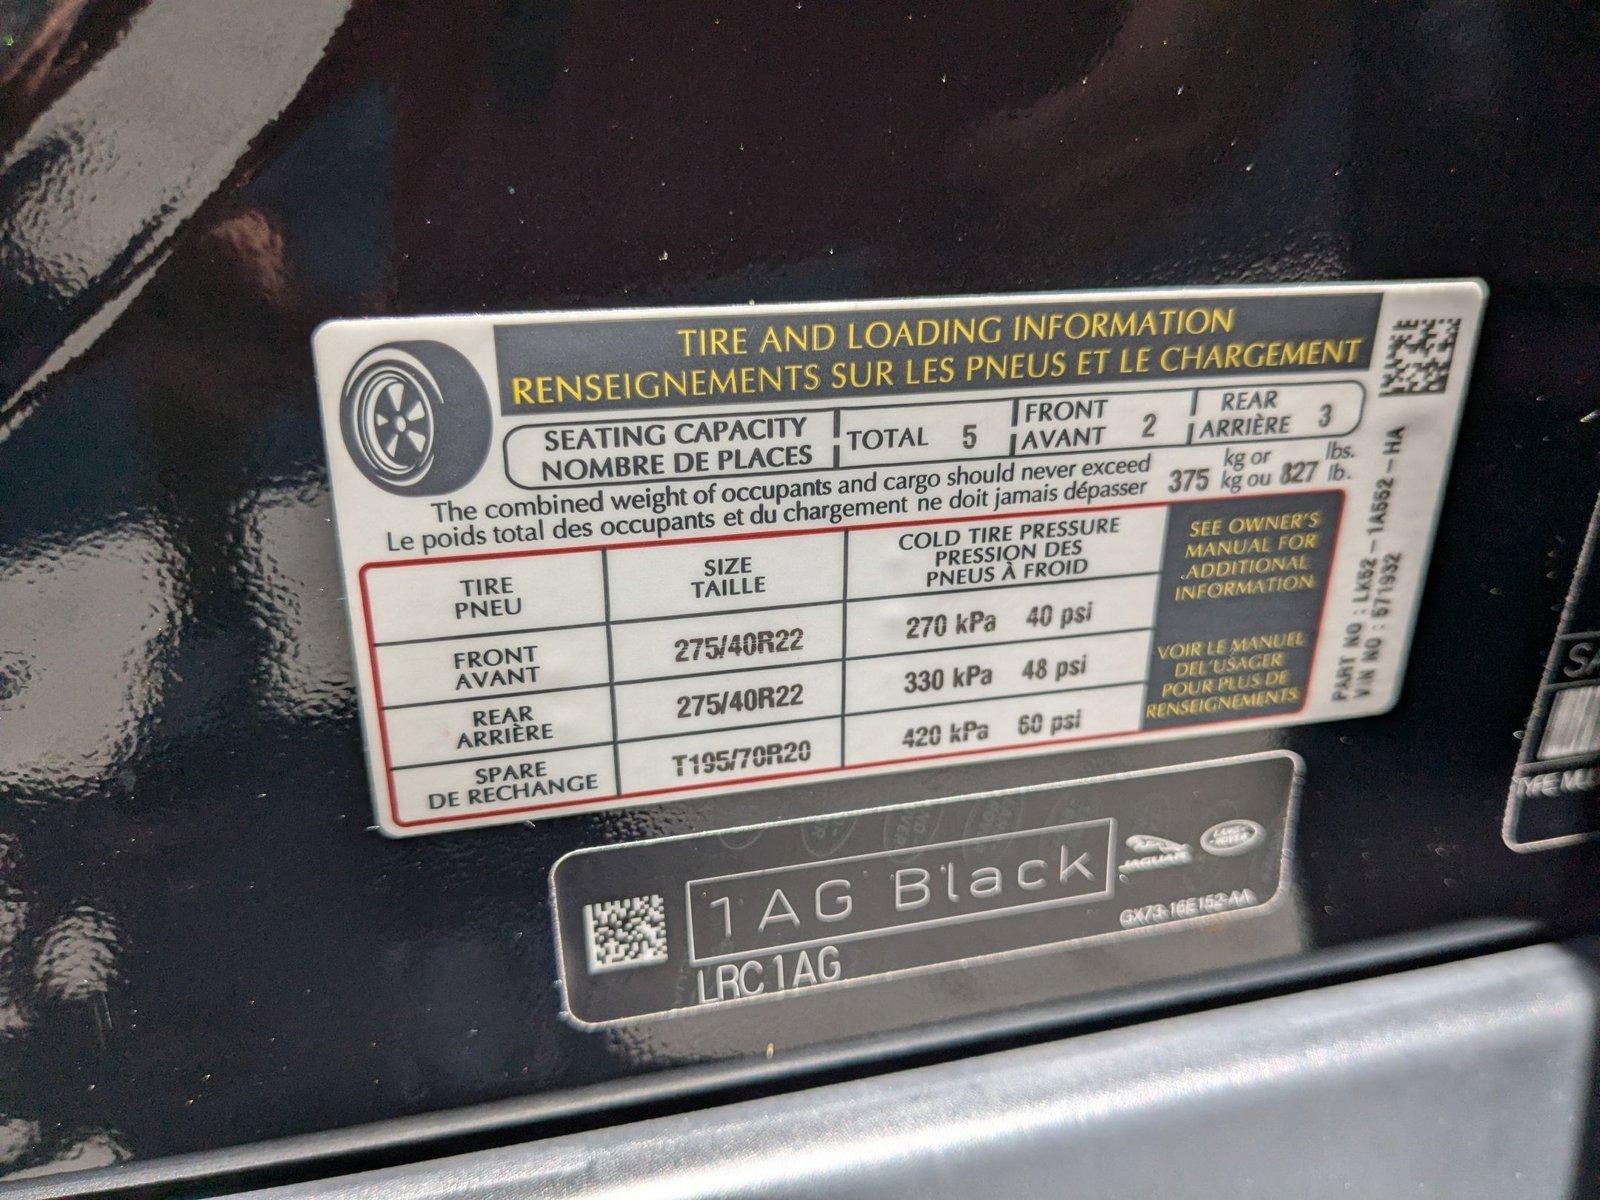 TIRE AND LOADING INFORMATION
RENSEIGNEMENTS SUR LES PNEUS ET LE CHARGEMENT
SEATING CAPACITY
NOMBRE DE PLACES
TOTAL 5
FRONT
AVANT 2
REAR
ARRIÈRE 3
The combined weight of occupants and cargo should never exceed 375 kg or 827 lbs.
Le poids total des occupants et du chargement ne doit jamais dépasser kg ou lb.
TIRE
PNEU
SIZE
TAILLE
COLD TIRE PRESSURE
PRESSION DES
PNEUS À FROID
FRONT
AVANT
275/40R22
270 kPa 40 psi
REAR
ARRIÈRE
275/40R22
330 kPa 48 psi
SPARE
DE RECHANGE
T195/70R20
420 kPa 60 psi
SEE OWNER'S
MANUAL FOR
ADDITIONAL
INFORMATION
VOIR LE MANUEL
DEL'USAGER
POUR PLUS DE
RENSEIGNEMENTS
PART NO : LK52-1A552-HA
VIN NO : 671932
1AG Black
JAGUAR
LAND
ROVER
GX73-16E152-AA
LRC1AG